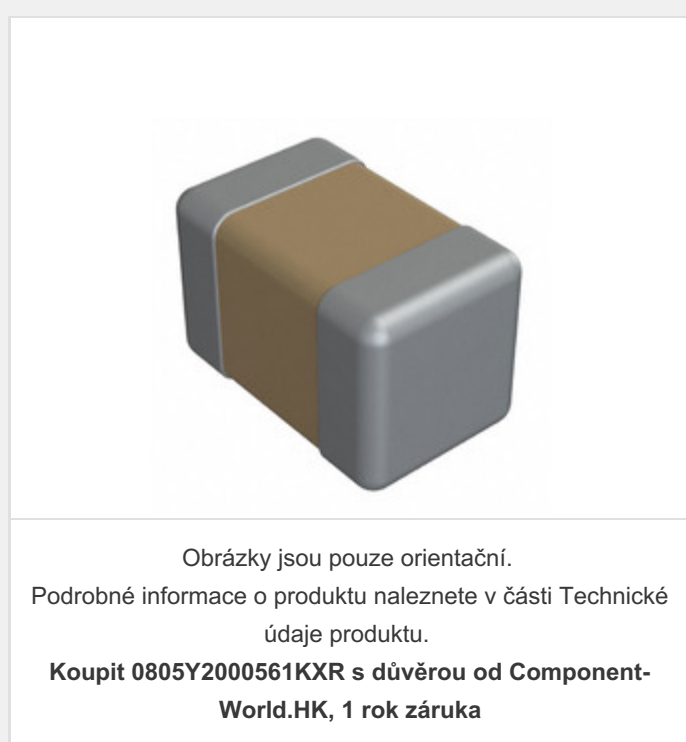 Obrázky jsou pouze orientační.
Podrobné informace o produktu naleznete v části Technické
údaje produktu.
Koupit 0805Y2000561KXR s důvěrou od Component-
World.HK, 1 rok záruka